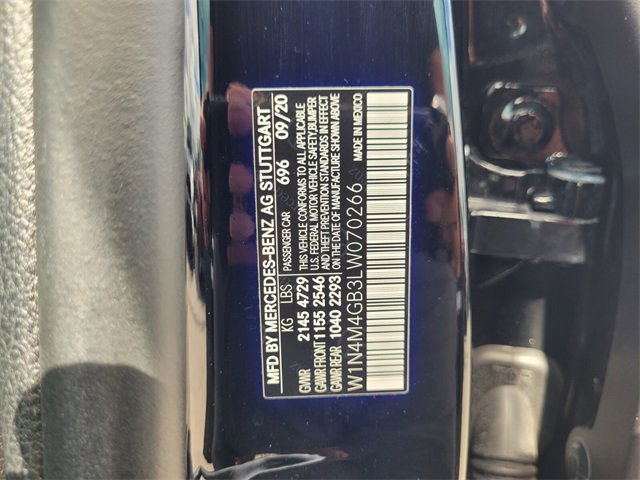 MFD BY MERCEDES-BENZ AG STUTTGART
PASSENGER CAR 696 09/20
KG LBS
GVWR 2145 4729
GAWR FRONT 1155 2546
GAWR REAR 1040 2293
THIS VEHICLE CONFORMS TO ALL APPLICABLE
U.S. FEDERAL MOTOR VEHICLE SAFETY,BUMPER
AND THEFT PREVENTION STANDARDS IN EFFECT
ON THE DATE OF MANUFACTURE SHOWN ABOVE
W1N4M4GB3LW070266
MADE IN MEXICO